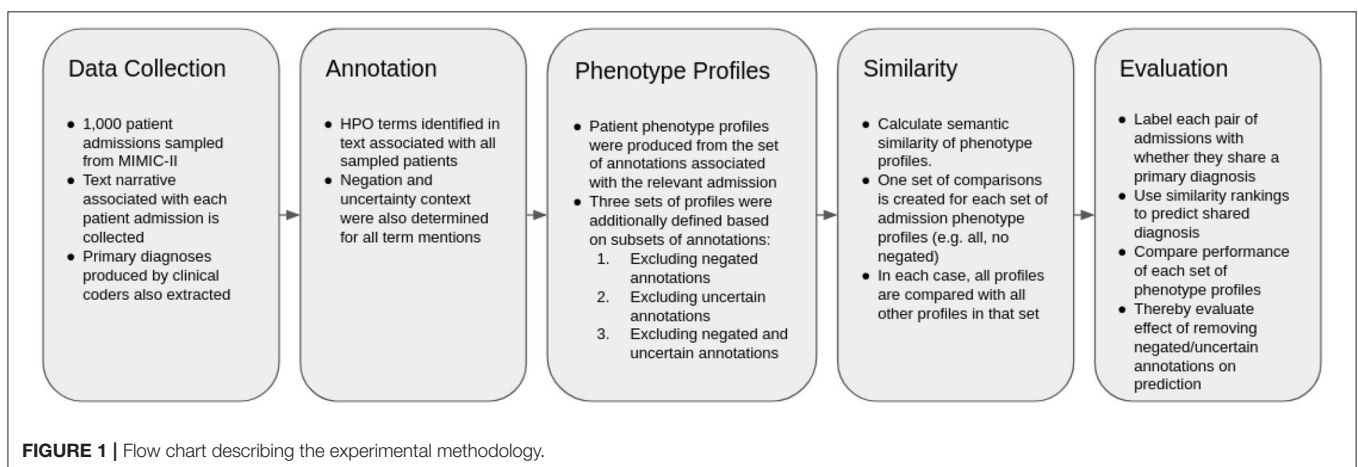 Data Collection
● 1,000 patient
admissions sampled
from MIMIC-II
● Text narrative
associated with each
patient admission is
collected
● Primary diagnoses
produced by clinical
coders also extracted
Annotation
● HPO terms identified in
text associated with all
sampled patients
● Negation and
uncertainty context
were also determined
for all term mentions
Phenotype Profiles
● Patient phenotype profiles
were produced from the set
of annotations associated
with the relevant admission
● Three sets of profiles were
additionally defined based
on subsets of annotations:
1. Excluding negated
annotations
2. Excluding uncertain
annotations
3. Excluding negated and
uncertain annotations
Similarity
● Calculate semantic
similarity of phenotype
profiles.
● One set of comparisons
is created for each set of
admission phenotype
profiles (e.g. all, no
negated)
● In each case, all profiles
are compared with all
other profiles in that set
Evaluation
● Label each pair of
admissions with
whether they share a
primary diagnosis
● Use similarity rankings
to predict shared
diagnosis
● Compare performance
of each set of
phenotype profiles
● Thereby evaluate
effect of removing
negated/uncertain
annotations on
prediction
FIGURE 1 | Flow chart describing the experimental methodology.